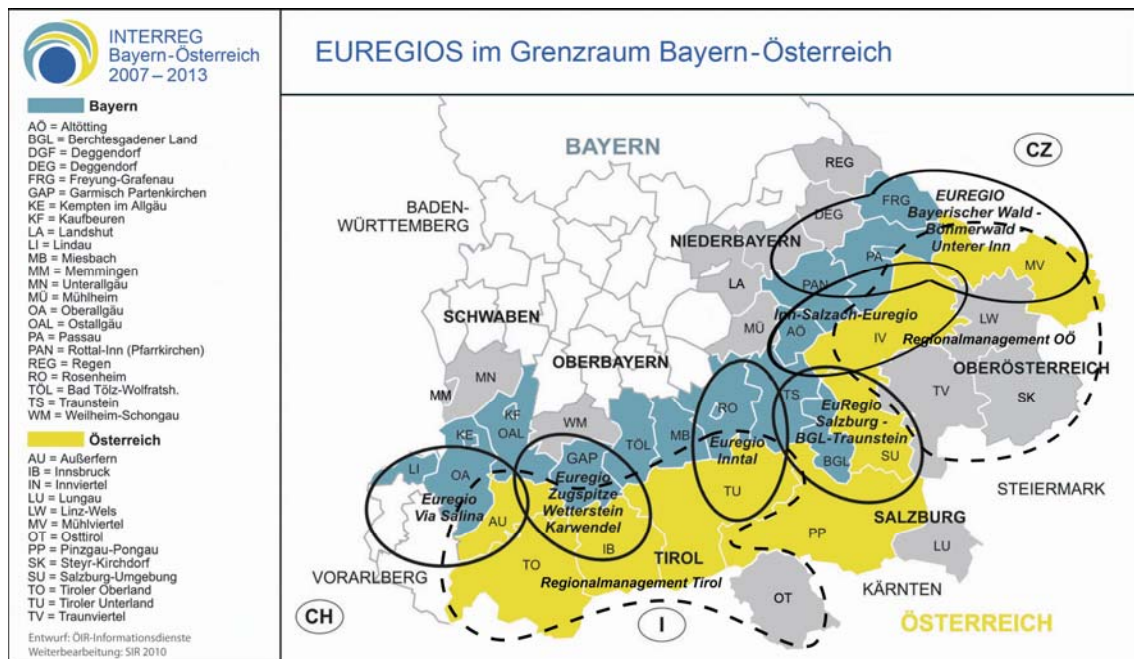 INTERREG
Bayern-Österreich
2007 – 2013
Bayern
AÖ = Altötting
BGL = Berchtesgadener Land
DGF = Deggendorf
DEG = Deggendorf
FRG = Freyung-Grafenau
GAP = Garmisch Partenkirchen
KE = Kempten im Allgäu
KF = Kaufbeuren
LA = Landshut
LI = Lindau
MB = Miesbach
MM = Memmingen
MN = Unterallgäu
MÜ = Mühlheim
OA = Oberallgäu
OAL = Ostallgäu
PA = Passau
PAN = Rottal-Inn (Pfarrkirchen)
REG = Regen
RO = Rosenheim
TÖL = Bad Tölz-Wolfratsh.
TS = Traunstein
WM = Weilheim-Schongau
Österreich
AU = Außerfern
IB = Innsbruck
IN = Innviertel
LU = Lungau
LW = Linz-Wels
MV = Mühlviertel
OT = Osttirol
PP = Pinzgau-Pongau
SK = Steyr-Kirchdorf
SU = Salzburg-Umgebung
TO = Tiroler Oberland
TU = Tiroler Unterland
TV = Traunviertel
Entwurf: ÖIR-Informationsdienste
Weiterbearbeitung: SIR 2010
EUREGIOS im Grenzraum Bayern-Österreich
BAYERN
REG
CZ
BADEN-
WÜRTTEMBERG
DEG
FRG
EUREGIO
Bayerischer Wald -
Böhmerwald -
Unterer Inn
NIEDERBAYERN
PA
MV
LA
PAN
SCHWABEN
MÜ
AÖ
Inn-Salzach-Euregio
LW
IV
Regionalmanagement OÖ
OBERBAYERN
OBERÖSTERREICH
MN
MM
TV
SK
KF
KE
OAL
WM
TÖL
MB
RO
TS
EuRegio
Salzburg -
BGL-Traunstein
LI
OA
GAP
Euregio
Inntal
BGL
SU
Euregio
Via Salina
Euregio
Zugspitze
Wetterstein
Karwendel
TU
STEIERMARK
AU
IB
SALZBURG
PP
LU
TO
TIROL
VORARLBERG
Regionalmanagement Tirol
KÄRNTEN
OT
CH
I
ÖSTERREICH